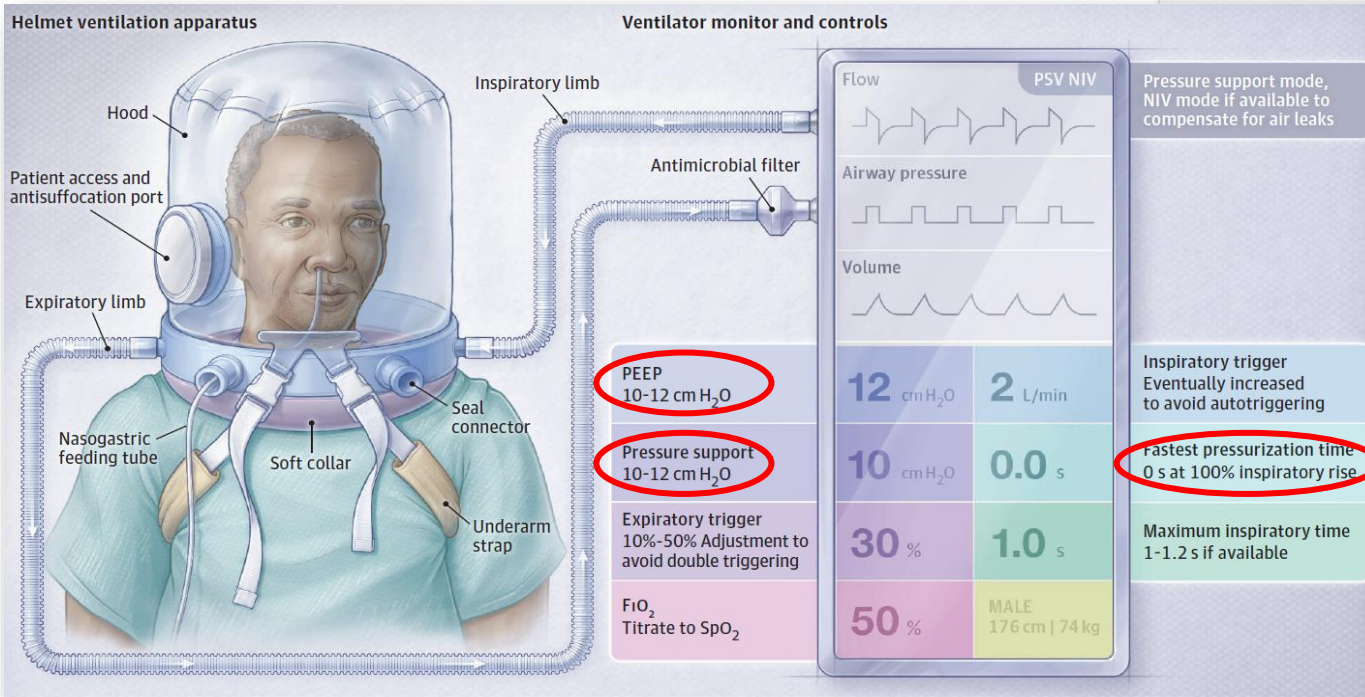 Helmet ventilation apparatus
Hood
Patient access and
antisuffocation port
Expiratory limb
Nasogastric
feeding tube
Soft collar
Seal
connector
Underarm
strap
Inspiratory limb
Antimicrobial filter
Ventilator monitor and controls
Flow
PSV NIV
Airway pressure
Volume
Pressure support mode,
NIV mode if available to
compensate for air leaks
PEEP
10-12 cm H₂O
12 cm H₂O
2 L/min
Inspiratory trigger
Eventually increased
to avoid autotriggering
Pressure support
10-12 cm H₂O
10 cm H₂O
0.0 s
Fastest pressurization time
0 s at 100% inspiratory rise
Expiratory trigger
10%-50% Adjustment to
avoid double triggering
30 %
1.0 s
Maximum inspiratory time
1-1.2 s if available
FIO₂
Titrate to SpO₂
50 %
MALE
176 cm | 74 kg